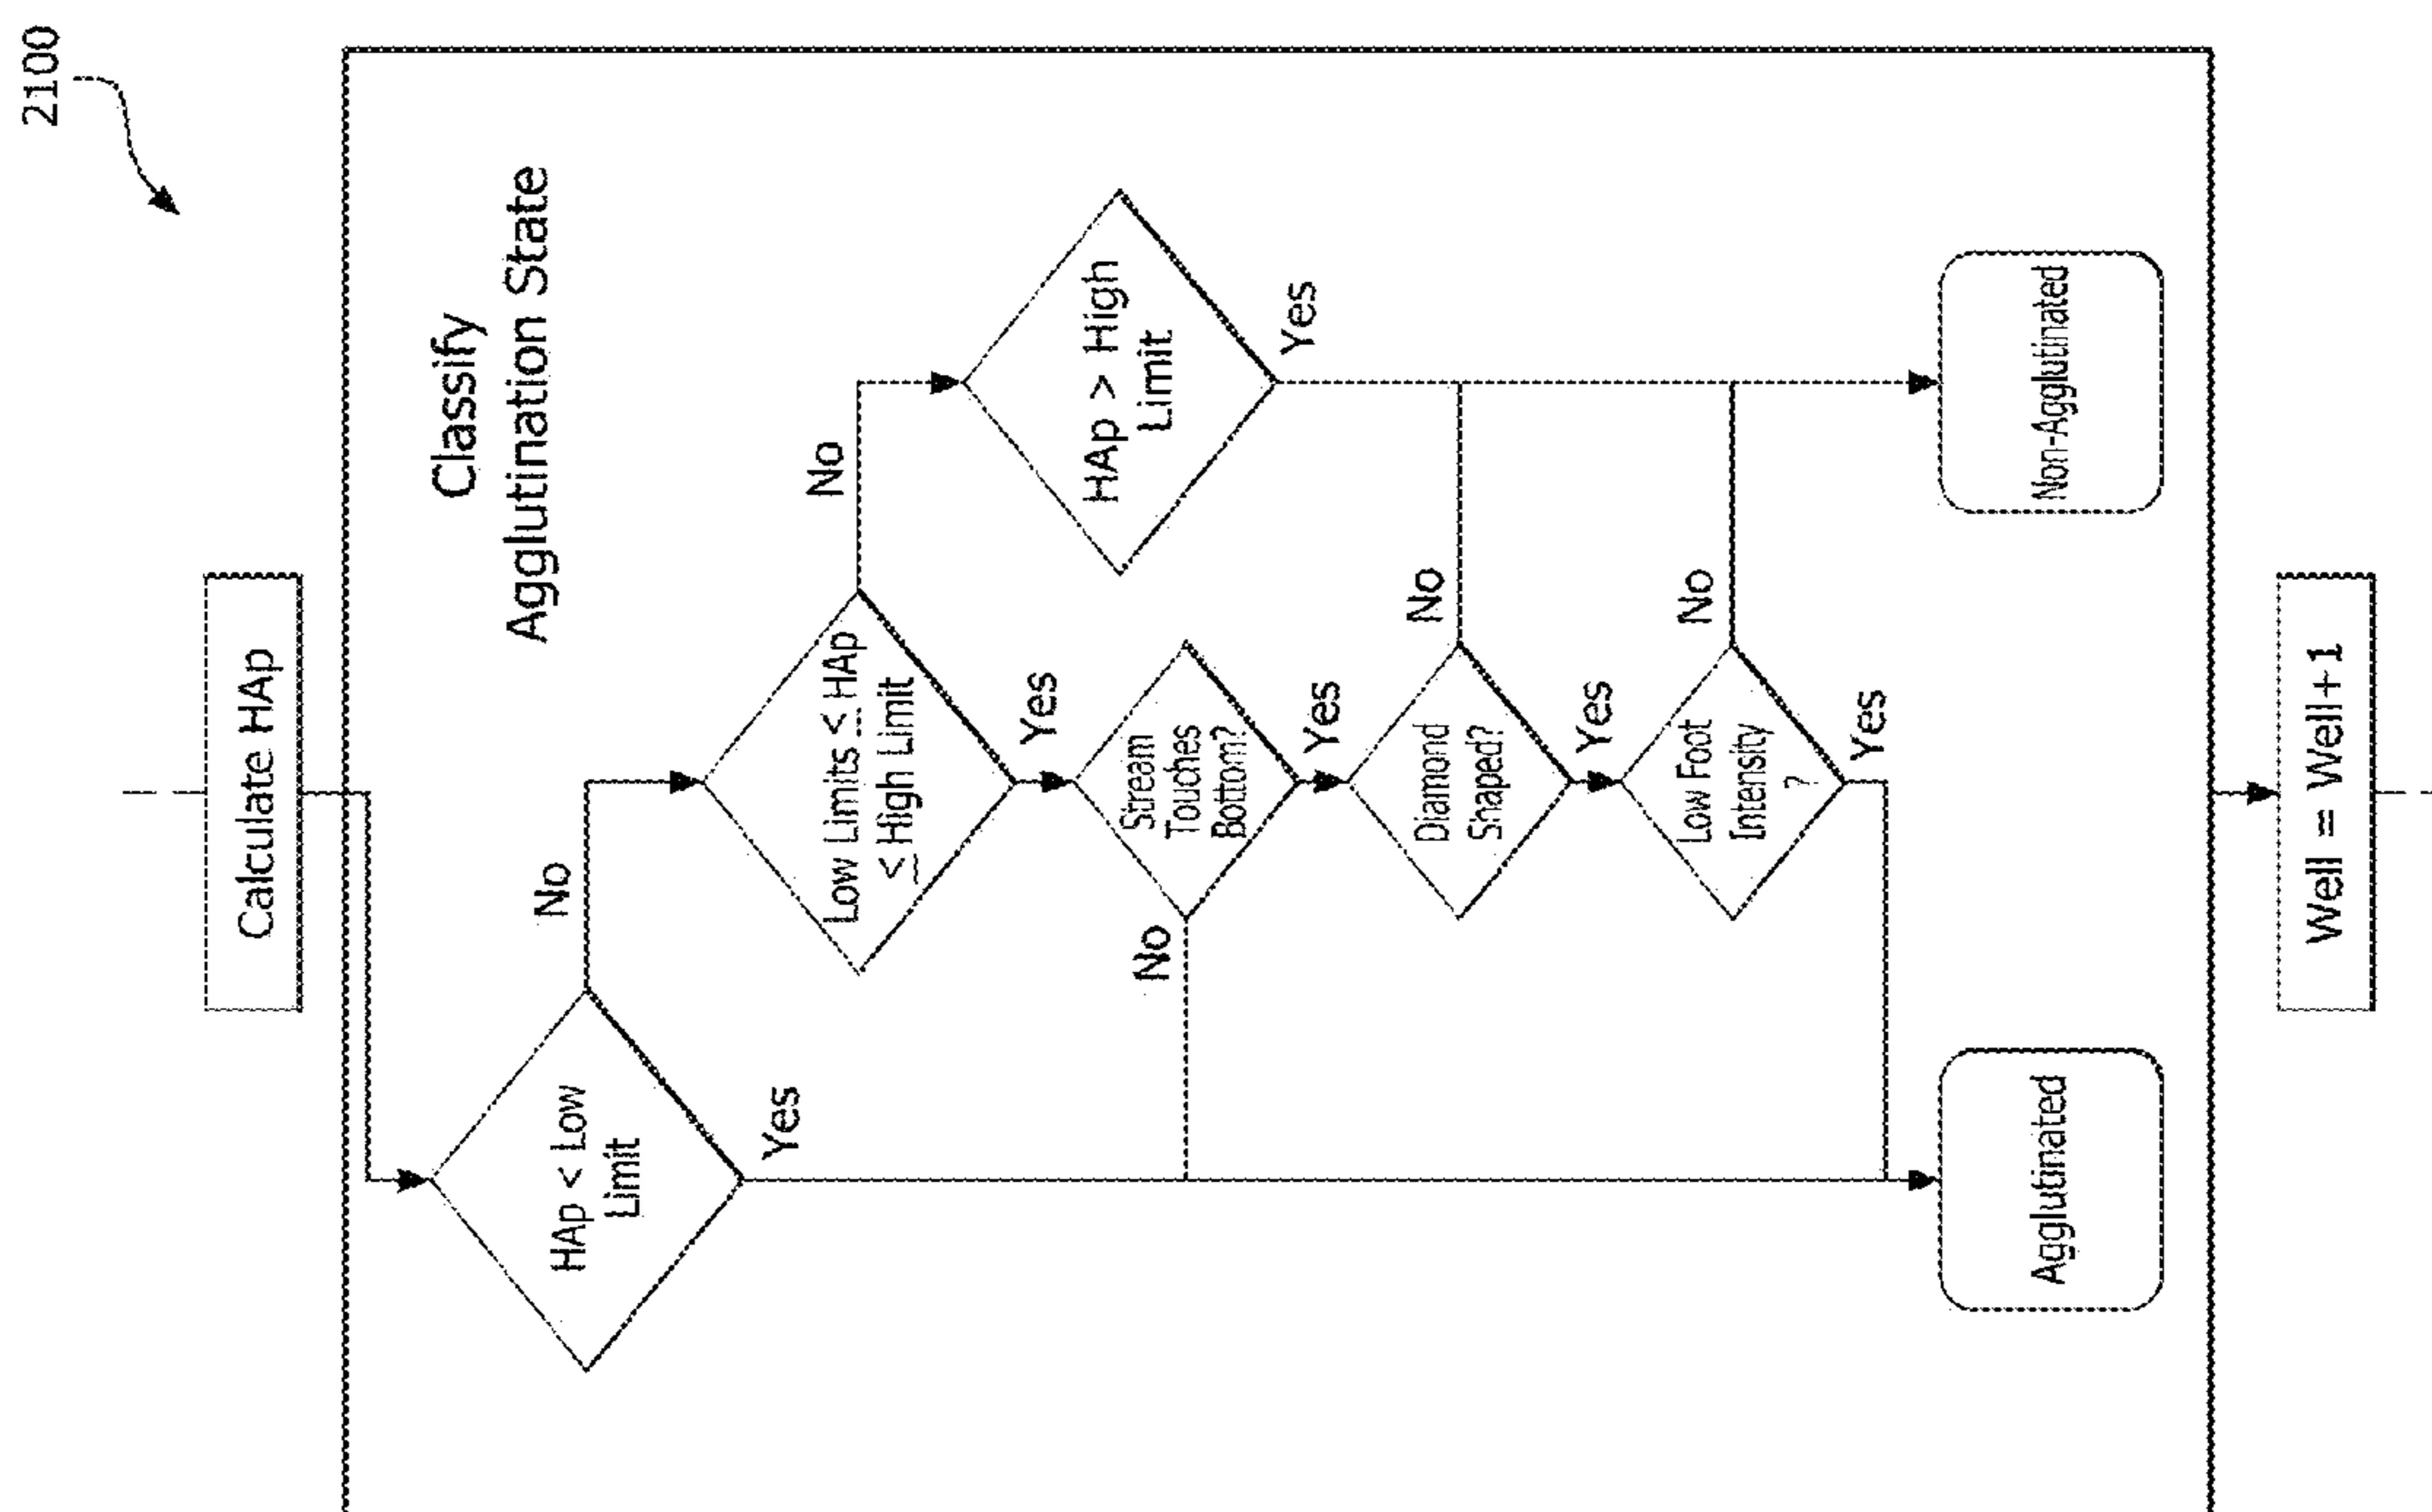 2100
Calculate HAp
Classify
Agglutination State
HAp < Low
Limit
No
Yes
Low Limits ≤ HAp
≤ High Limit
No
Yes
HAp > High
Limit
Yes
Stream
Touches
Bottom?
No
Yes
Diamond
Shaped?
No
Yes
Low Foot
Intensity
?
No
Yes
Agglutinated
Non-Agglutinated
Well = Well+1